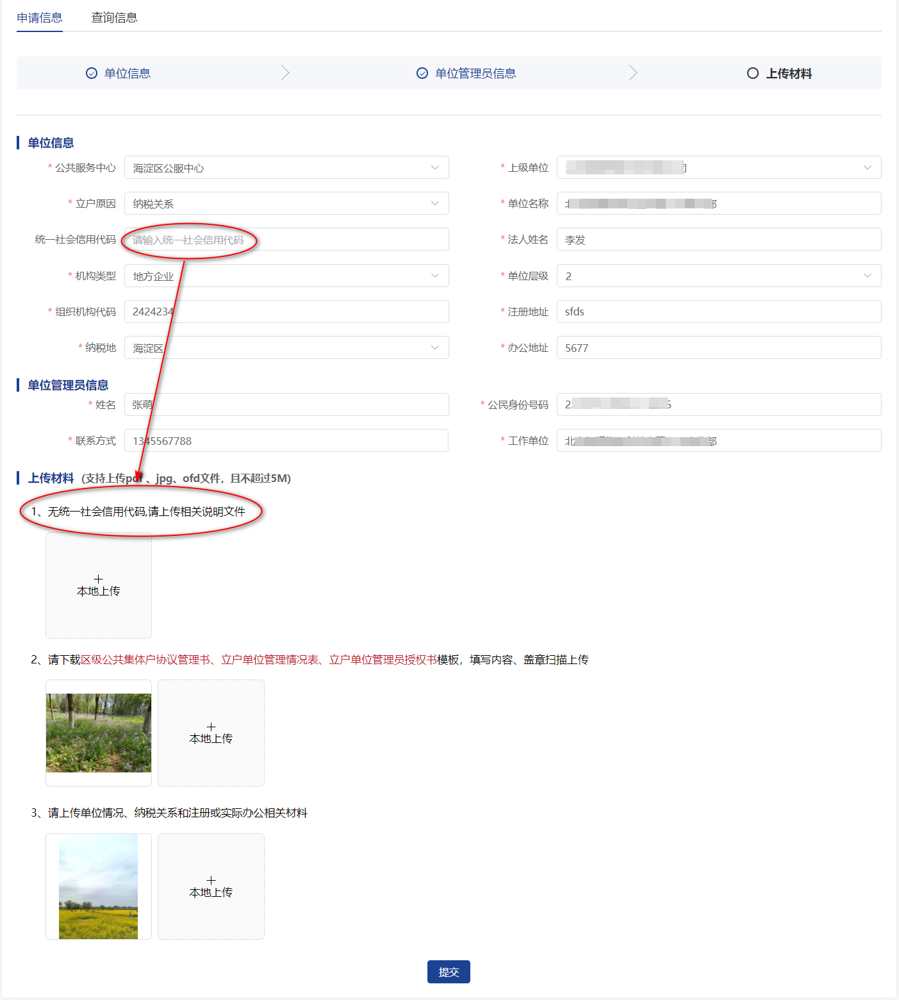 申请信息 查询信息
单位信息 单位管理员信息 上传材料
单位信息
* 公共服务中心 海淀区公服中心 * 上级单位
* 立户原因 纳税关系 * 单位名称 部
统一社会信用代码 请输入统一社会信用代码 * 法人姓名 李发
* 机构类型 地方企业 * 单位层级 2
* 组织机构代码 2424234 * 注册地址 sfds
* 纳税地 海淀区 * 办公地址 5677
单位管理员信息
* 姓名 张萌 * 公民身份号码 2 5
* 联系方式 1345567788 * 工作单位 北 部
上传材料 (支持上传pdf、jpg、ofd文件，且不超过5M)
1、无统一社会信用代码,请上传相关说明文件
本地上传
2、请下载区级公共集体户协议管理书、立户单位管理情况表、立户单位管理员授权书模板，填写内容、盖章扫描上传
本地上传
3、请上传单位情况、纳税关系和注册或实际办公相关材料
本地上传
提交